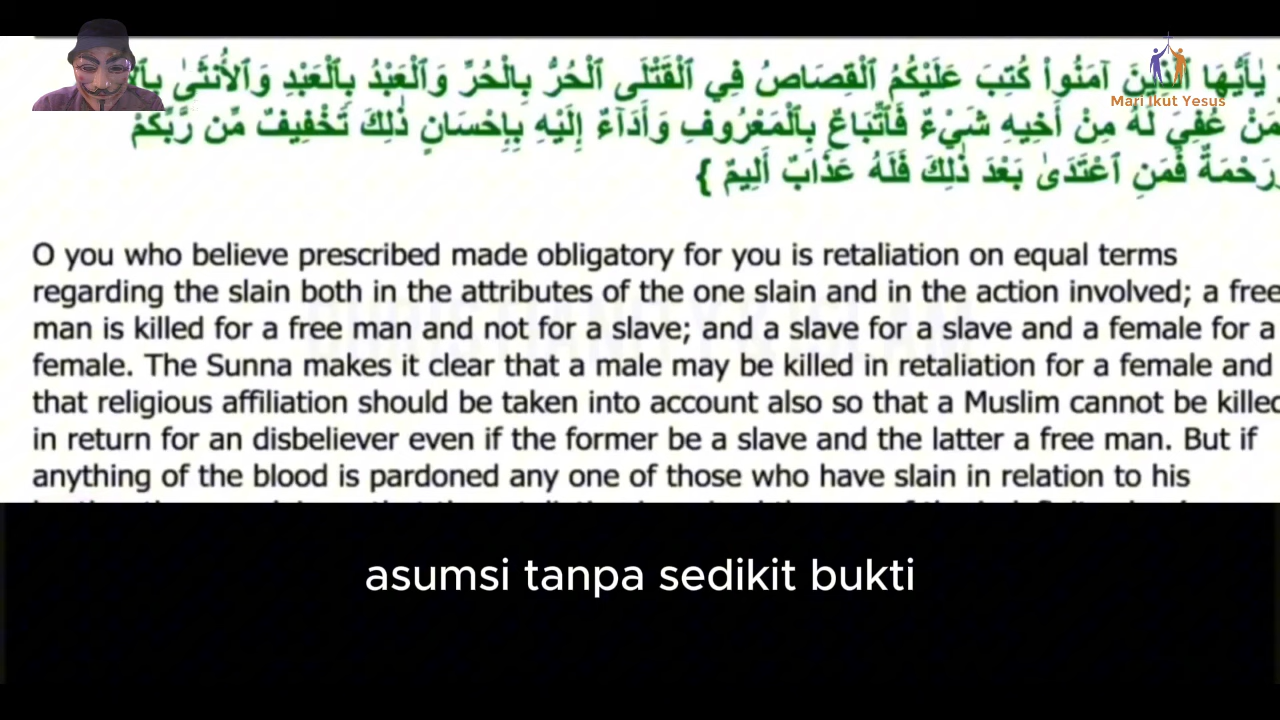 يَٰأَيُّهَا ٱلَّذِينَ آمَنُواْ كُتِبَ عَلَيْكُمُ ٱلْقِصَاصُ فِي ٱلْقَتْلَى ٱلْحُرُّ بِالْحُرِّ وَٱلْعَبْدُ بِٱلْعَبْدِ وَٱلأُنثَىٰ
عُفِيَ لَهُ مِنْ أَخِيهِ شَيْءٌ فَٱتِّبَاعٌ بِٱلْمَعْرُوفِ وَأَدَآءٌ إِلَيْهِ بِإِحْسَانٍ ذٰلِكَ تَخْفِيفٌ مِّن رَّبِّكُمْ
رَحْمَةٌ فَمَنِ ٱعْتَدَىٰ بَعْدَ ذٰلِكَ فَلَهُ عَذَابٌ أَلِيمٌ }
Mari Ikut Yesus
O you who believe prescribed made obligatory for you is retaliation on equal terms
regarding the slain both in the attributes of the one slain and in the action involved; a free
man is killed for a free man and not for a slave; and a slave for a slave and a female for a
female. The Sunna makes it clear that a male may be killed in retaliation for a female and
that religious affiliation should be taken into account also so that a Muslim cannot be killed
in return for an disbeliever even if the former be a slave and the latter a free man. But if
anything of the blood is pardoned any one of those who have slain in relation to his
asumsi tanpa sedikit bukti